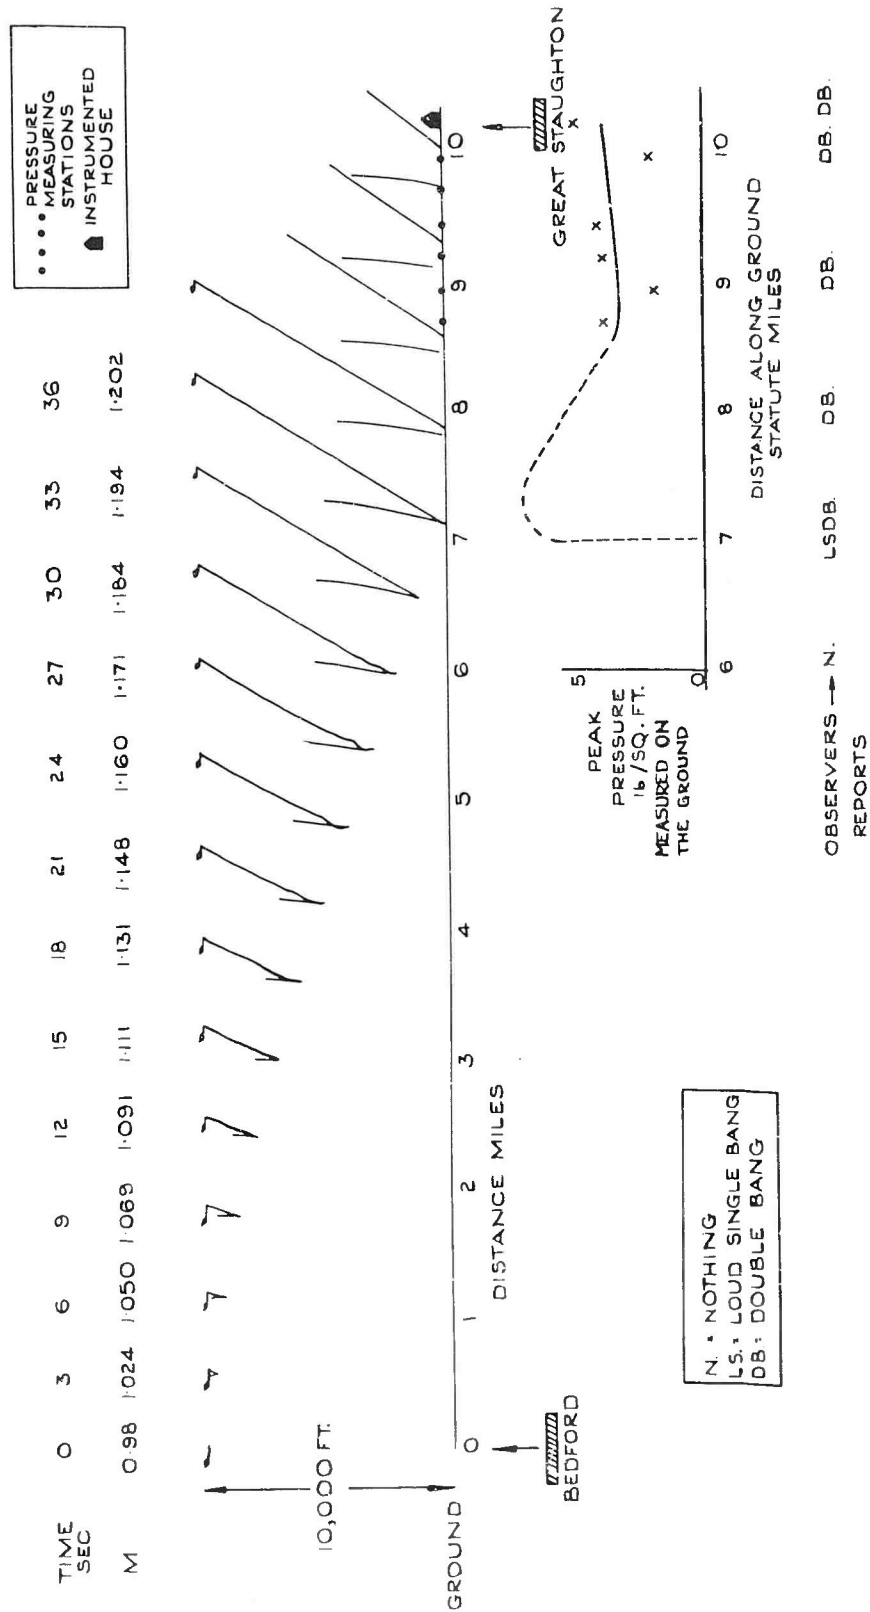 TIME SEC 0 3 6 9 12 15 18 21 24 27 30 33 36
M 0·98 1·024 1·050 1·069 1·091 1·111 1·131 1·148 1·160 1·171 1·184 1·194 1·202
PRESSURE
MEASURING
STATIONS
INSTRUMENTED
HOUSE
10,000 FT.
GROUND
0 1 2 3 4 5 6 7 8 9 10
DISTANCE MILES
BEDFORD
GREAT STAUGHTON
PEAK
PRESSURE
lb/SQ. FT.
MEASURED ON
THE GROUND
5
0
6 7 8 9 10
DISTANCE ALONG GROUND
STATUTE MILES
OBSERVERS → N. LSDB. DB. DB. DB. DB.
REPORTS
N. = NOTHING
LS. = LOUD SINGLE BANG
DB = DOUBLE BANG